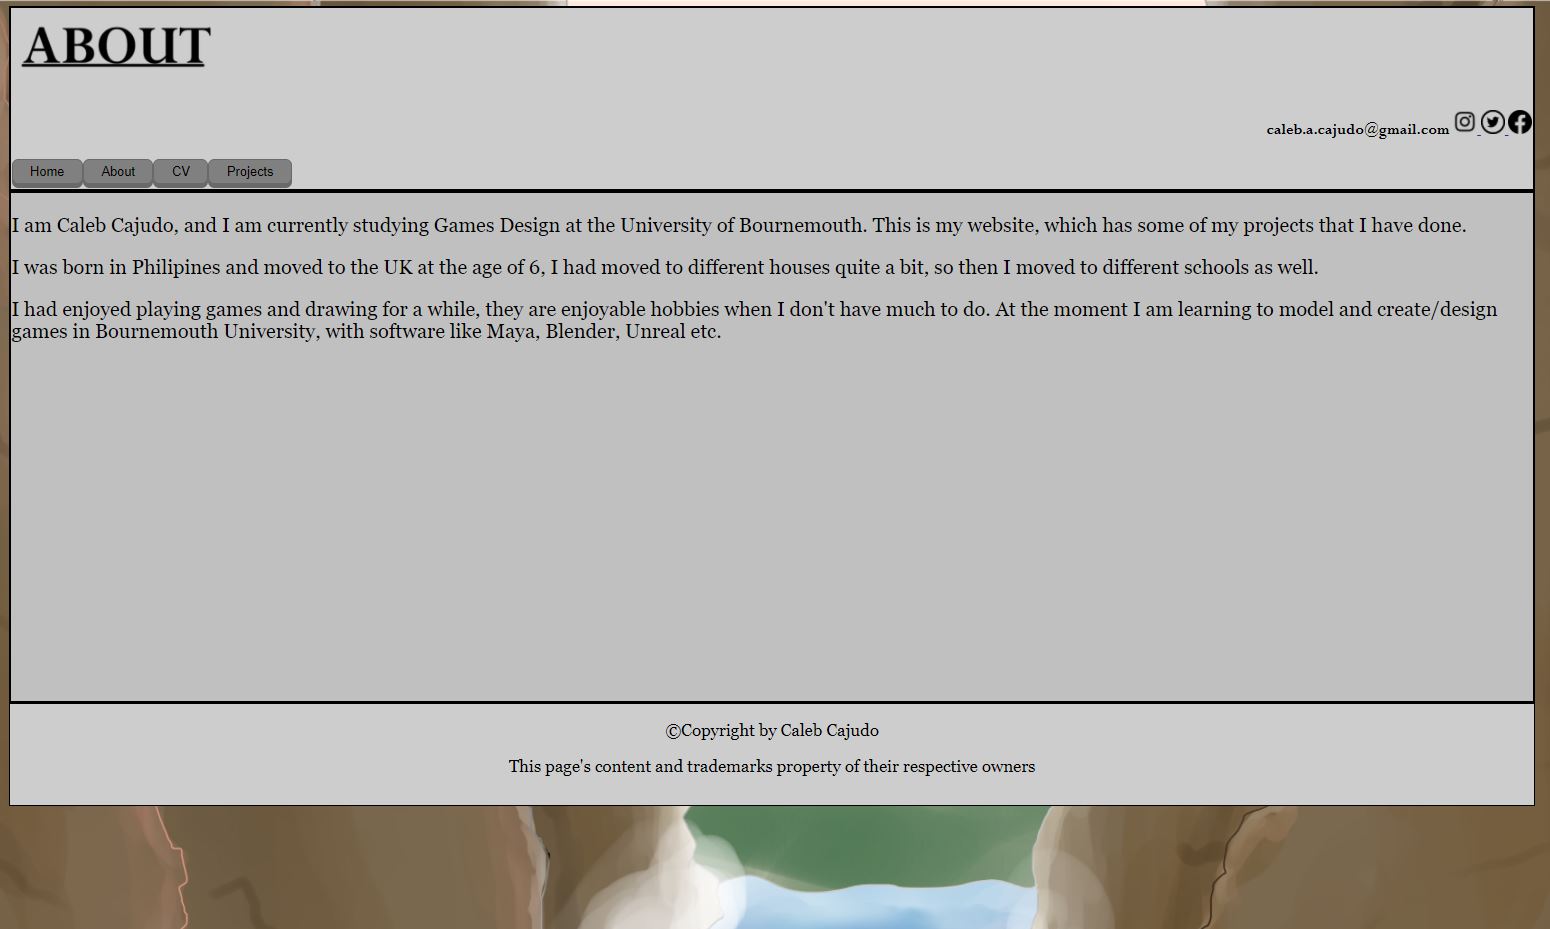 ABOUT
caleb.a.cajudo@gmail.com
Home About CV Projects
I am Caleb Cajudo, and I am currently studying Games Design at the University of Bournemouth. This is my website, which has some of my projects that I have done.
I was born in Philipines and moved to the UK at the age of 6, I had moved to different houses quite a bit, so then I moved to different schools as well.
I had enjoyed playing games and drawing for a while, they are enjoyable hobbies when I don't have much to do. At the moment I am learning to model and create/design
games in Bournemouth University, with software like Maya, Blender, Unreal etc.
©Copyright by Caleb Cajudo
This page's content and trademarks property of their respective owners